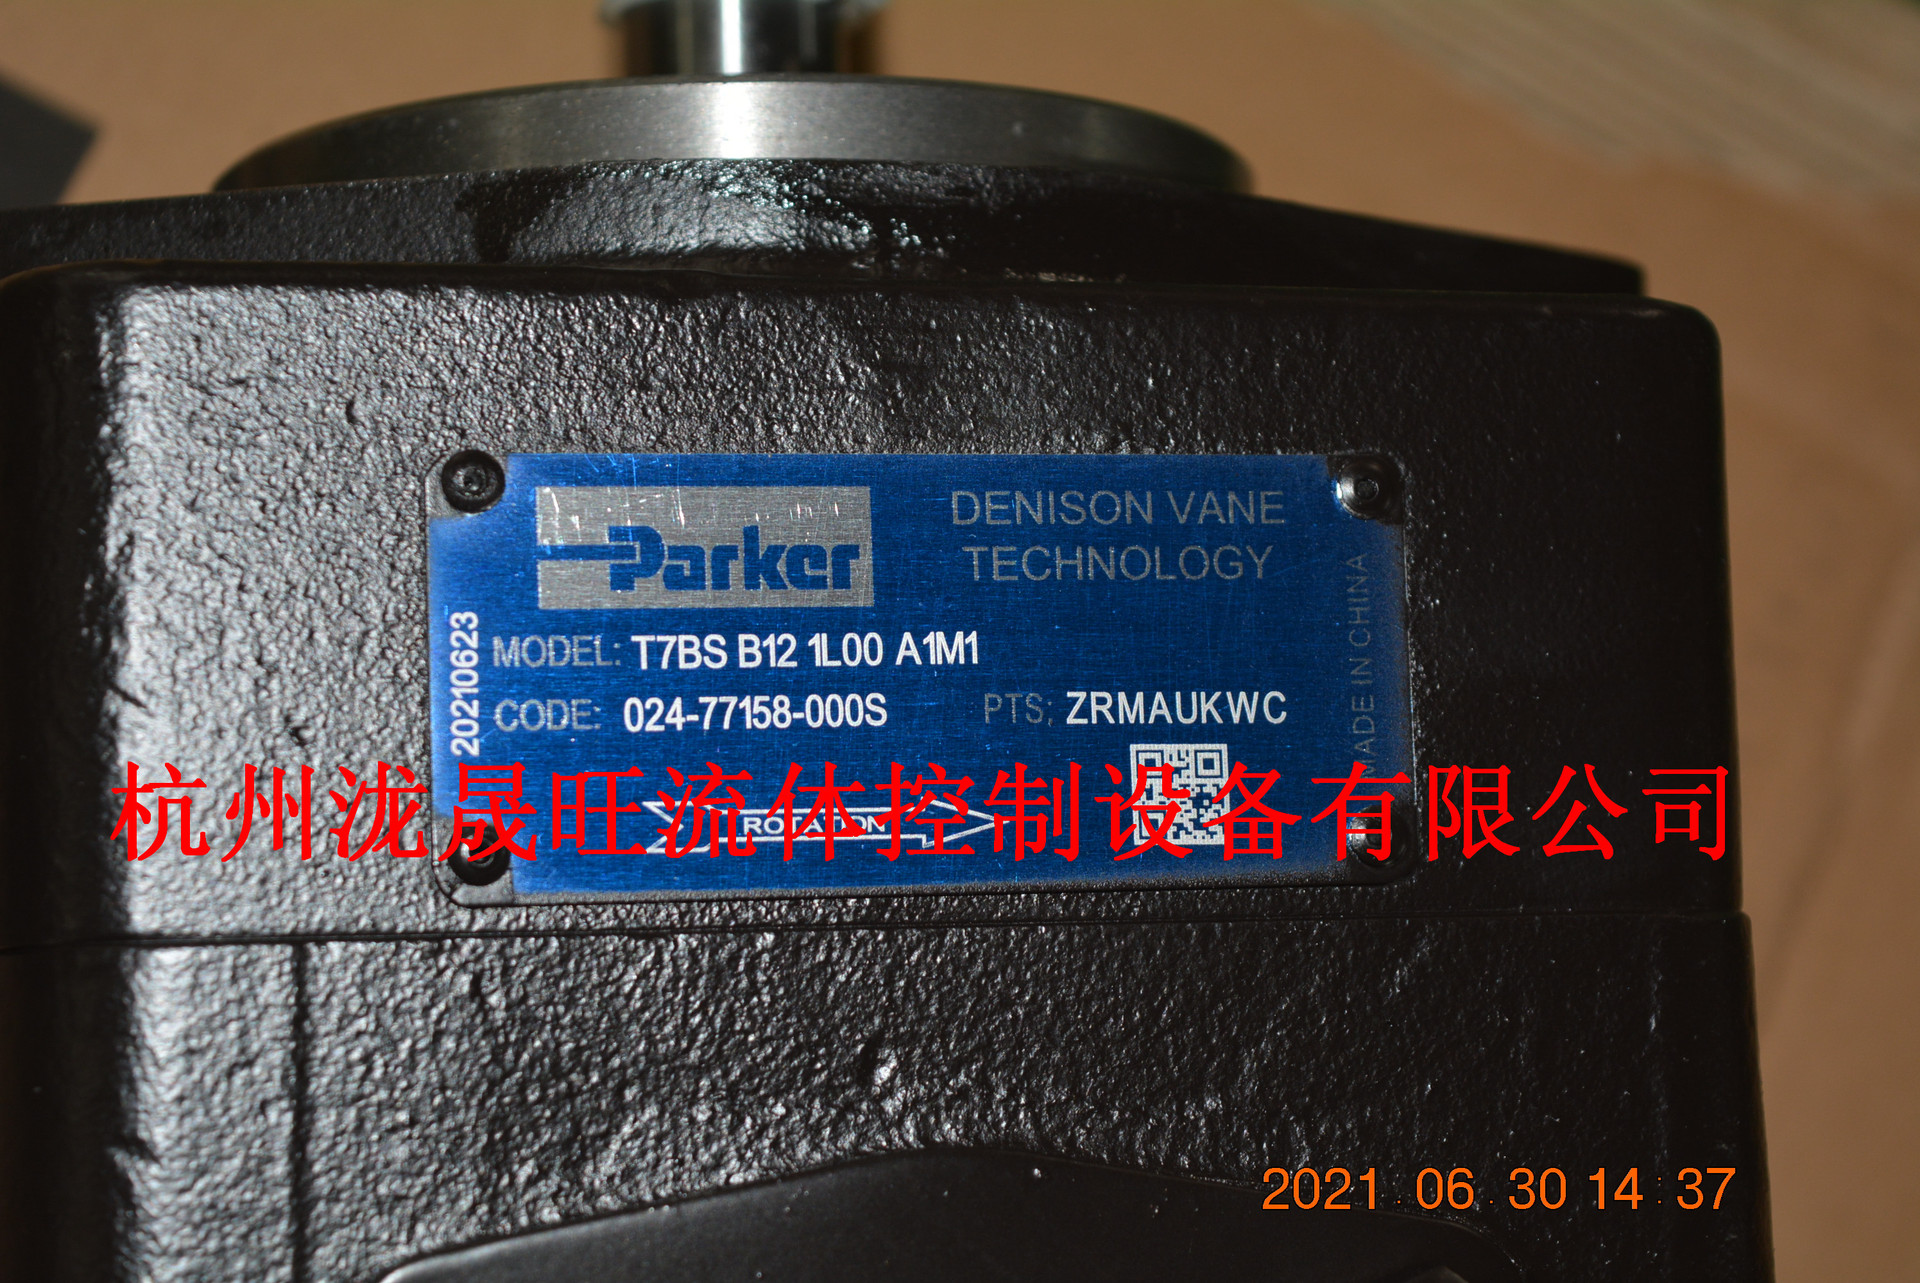 Parker
DENISON VANE
TECHNOLOGY
20210623
MODEL: T7BS B12 1L00 A1M1
CODE: 024-77158-000S
PTS: ZRMAUKWC
MADE IN CHINA
ROTATION
杭州泷晟旺流体控制设备有限公司
2021.06.30 14:37